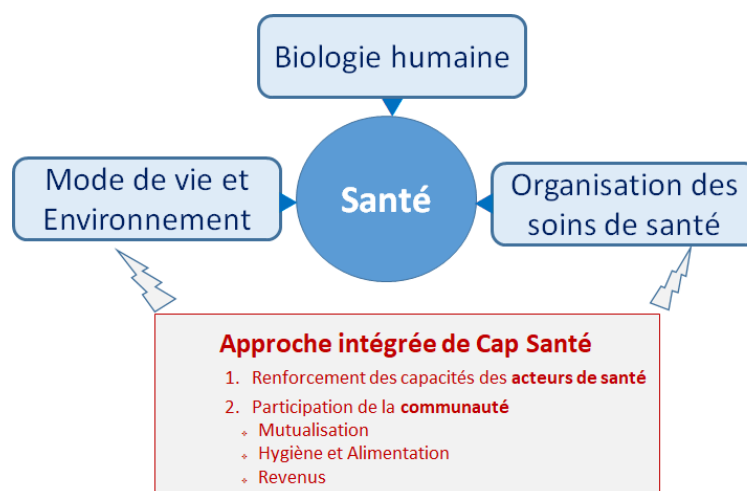 Biologie humaine
Mode de vie et
Environnement
Santé
Organisation des
soins de santé
Approche intégrée de Cap Santé
1. Renforcement des capacités des acteurs de santé
2. Participation de la communauté
Mutualisation
Hygiène et Alimentation
Revenus